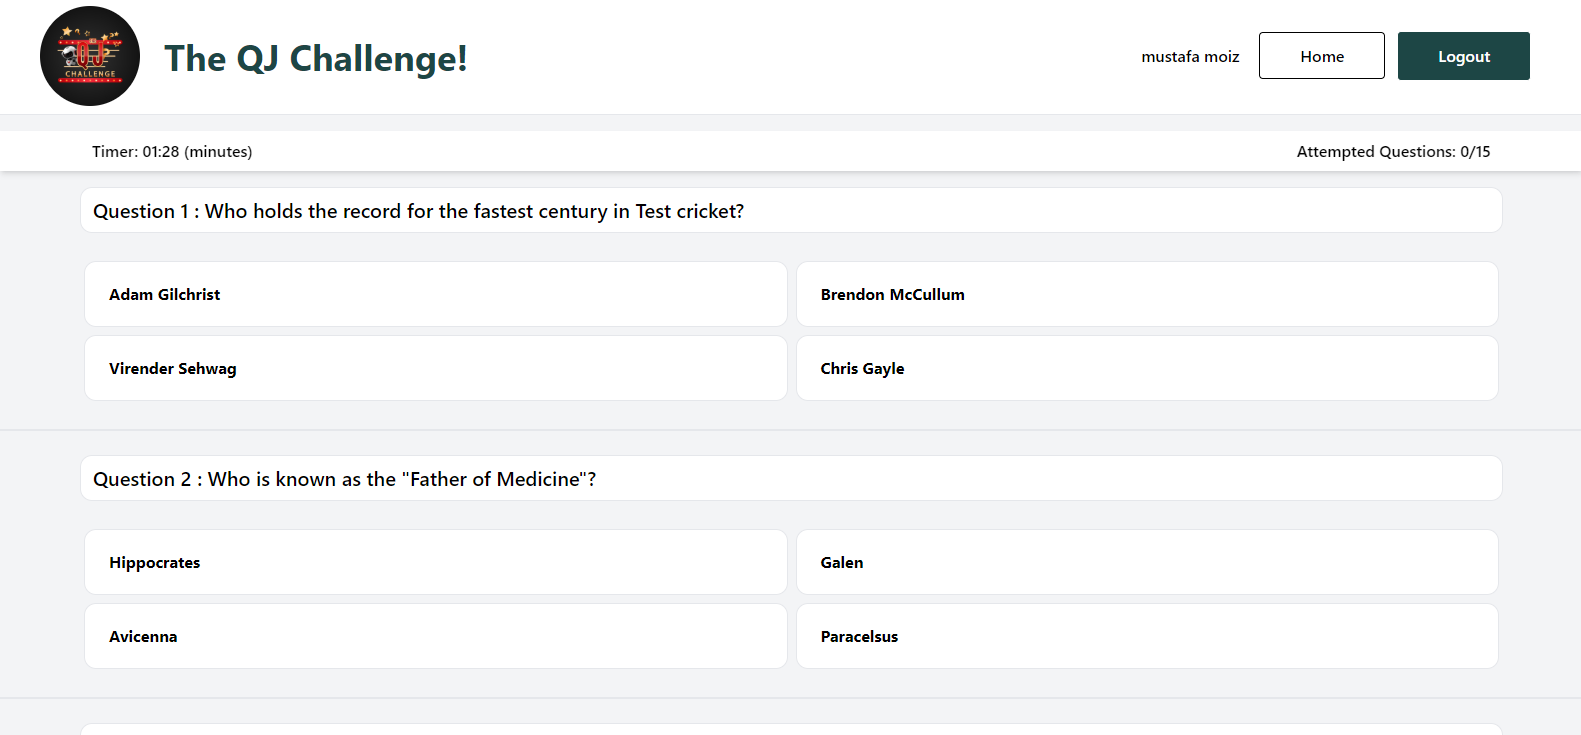 QJ
CHALLENGE
The QJ Challenge!
mustafa moiz
Home
Logout
Timer: 01:28 (minutes)
Attempted Questions: 0/15
Question 1 : Who holds the record for the fastest century in Test cricket?
Adam Gilchrist
Brendon McCullum
Virender Sehwag
Chris Gayle
Question 2 : Who is known as the "Father of Medicine"?
Hippocrates
Galen
Avicenna
Paracelsus